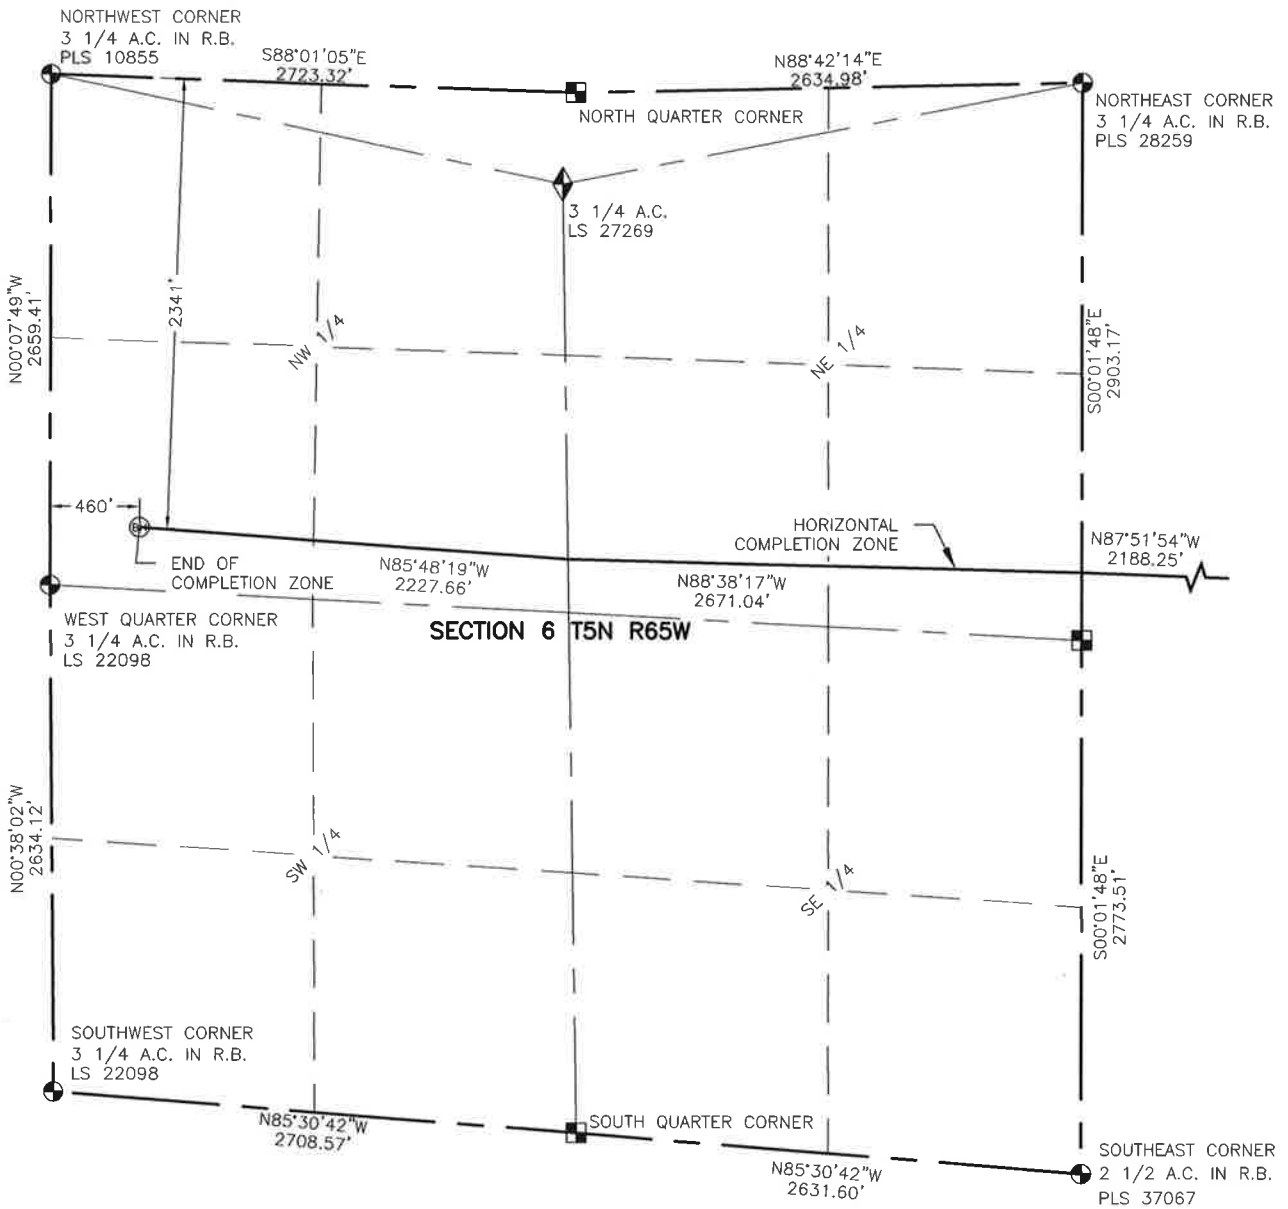 NORTHWEST CORNER
3 1/4 A.C. IN R.B.
PLS 10855
S88°01'05"E
2723.32'
N88°42'14"E
2634.98'
NORTH QUARTER CORNER
NORTHEAST CORNER
3 1/4 A.C. IN R.B.
PLS 28259
3 1/4 A.C.
LS 27269
N00°07'49"W
2659.41'
2341'
NW 1/4
NE 1/4
S00°01'48"E
2903.17'
460'
END OF
COMPLETION ZONE
HORIZONTAL
COMPLETION ZONE
N87°51'54"W
2188.25'
N85°48'19"W
2227.66'
N88°38'17"W
2671.04'
WEST QUARTER CORNER
3 1/4 A.C. IN R.B.
LS 22098
SECTION 6 T5N R65W
N00°38'02"W
2634.12'
SW 1/4
SE 1/4
S00°01'48"E
2773.51'
SOUTHWEST CORNER
3 1/4 A.C. IN R.B.
LS 22098
N85°30'42"W
2708.57'
SOUTH QUARTER CORNER
N85°30'42"W
2631.60'
SOUTHEAST CORNER
2 1/2 A.C. IN R.B.
PLS 37067